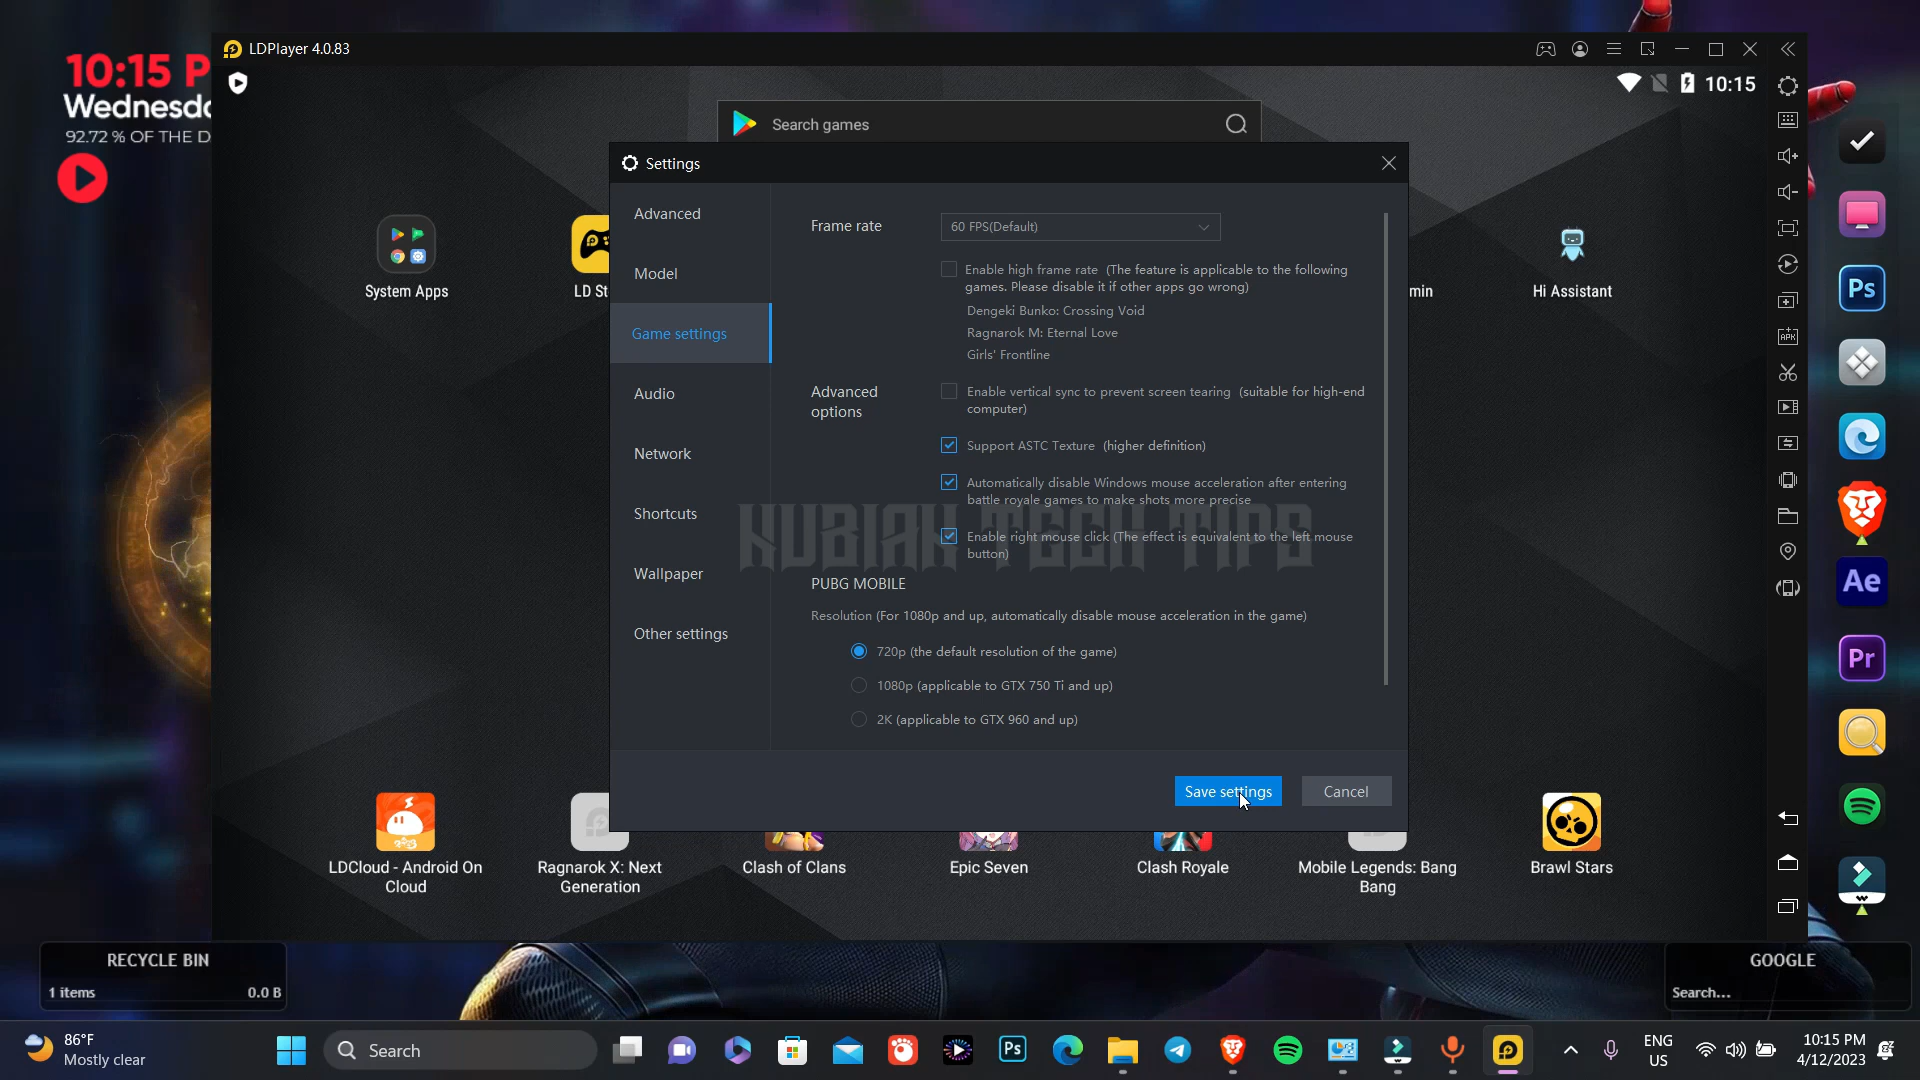 10:15 P
Wednesd
92.72 % OF THE D
LDPlayer 4.0.83
10:15
Search games
Settings
Advanced
Model
Game settings
Audio
Network
Shortcuts
Wallpaper
Other settings
Frame rate
60 FPS(Default)
Enable high frame rate (The feature is applicable to the following
games. Please disable it if other apps go wrong)
Dengeki Bunko: Crossing Void
Ragnarok M: Eternal Love
Girls' Frontline
Advanced
options
Enable vertical sync to prevent screen tearing (suitable for high-end
computer)
Support ASTC Texture (higher definition)
Automatically disable Windows mouse acceleration after entering
battle royale games to make shots more precise
Enable right mouse click (The effect is equivalent to the left mouse
button)
KUBIAK TECH TIPS
PUBG MOBILE
Resolution (For 1080p and up, automatically disable mouse acceleration in the game)
720p (the default resolution of the game)
1080p (applicable to GTX 750 Ti and up)
2K (applicable to GTX 960 and up)
Save settings
Cancel
System Apps
LD St
min
Hi Assistant
LDCloud - Android On
Cloud
Ragnarok X: Next
Generation
Clash of Clans
Epic Seven
Clash Royale
Mobile Legends: Bang
Bang
Brawl Stars
APK
Ps
Ae
Pr
RECYCLE BIN
1 items
0.0 B
GOOGLE
Search...
86°F
Mostly clear
Search
Ps
ENG
US
10:15 PM
4/12/2023